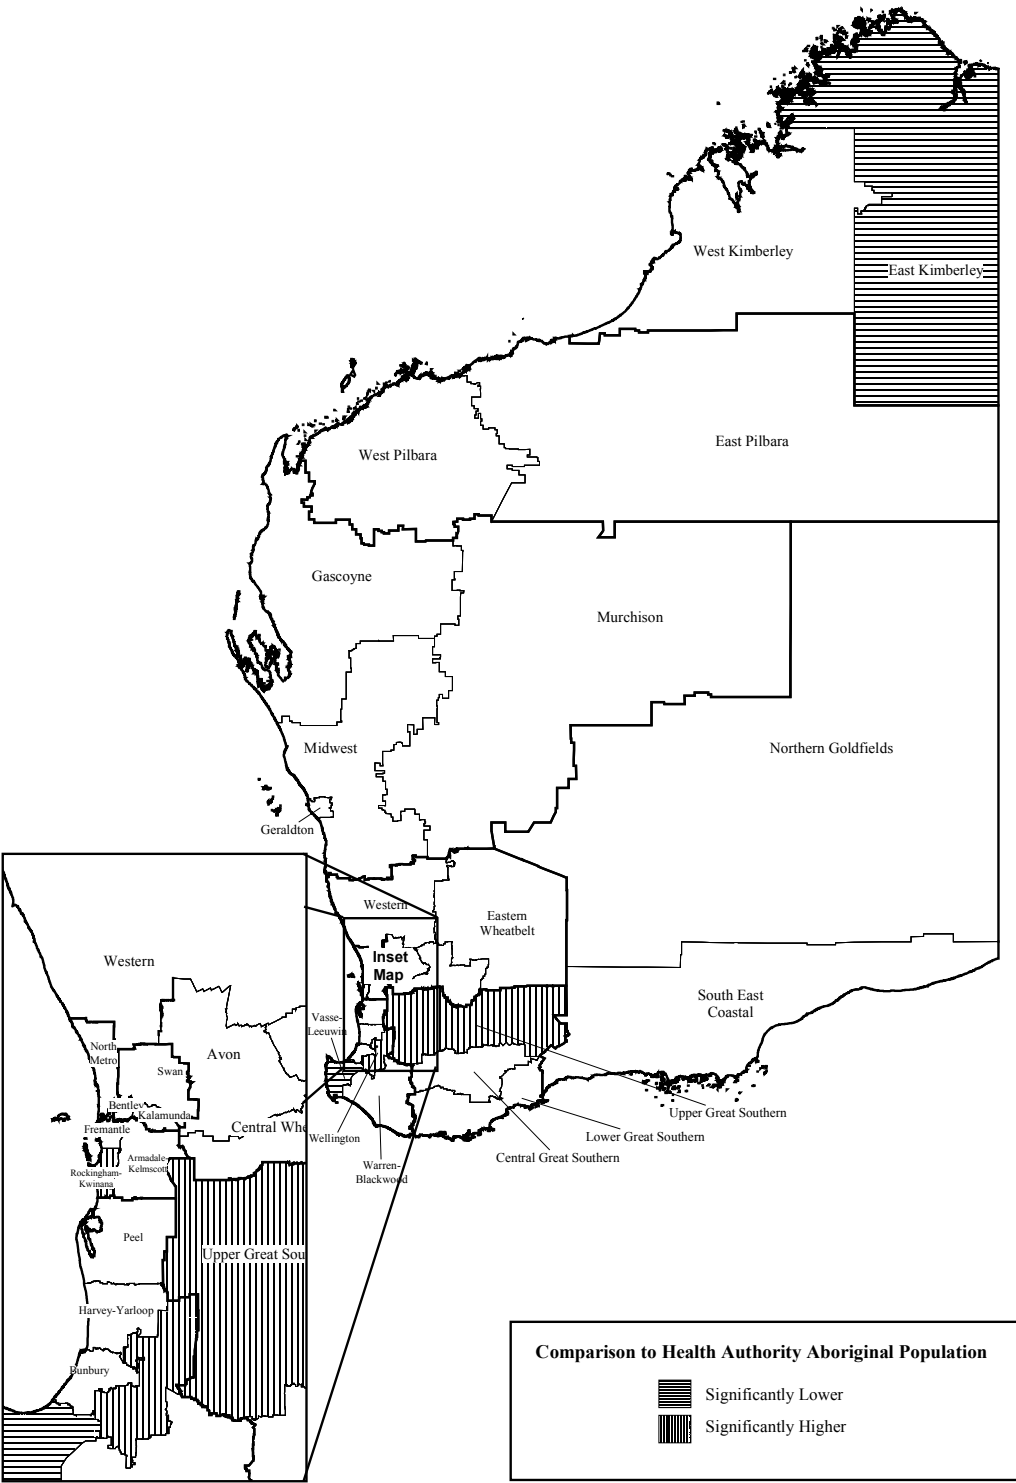 West Kimberley
East Kimberley
East Pilbara
West Pilbara
Gascoyne
Murchison
Midwest
Northern Goldfields
Geraldton
Western
Eastern
Wheatbelt
Inset
Map
South East
Coastal
Vasse-
Leeuwin
Upper Great Southern
Lower Great Southern
Central Great Southern
Wellington
Warren-
Blackwood
Western
North
Metro
Avon
Swan
Bentley
Kalamunda
Fremantle
Central Whe
Armadale-
Kelmscott
Rockingham-
Kwinana
Peel
Upper Great Sou
Harvey-Yarloop
Bunbury
Comparison to Health Authority Aboriginal Population
Significantly Lower
Significantly Higher